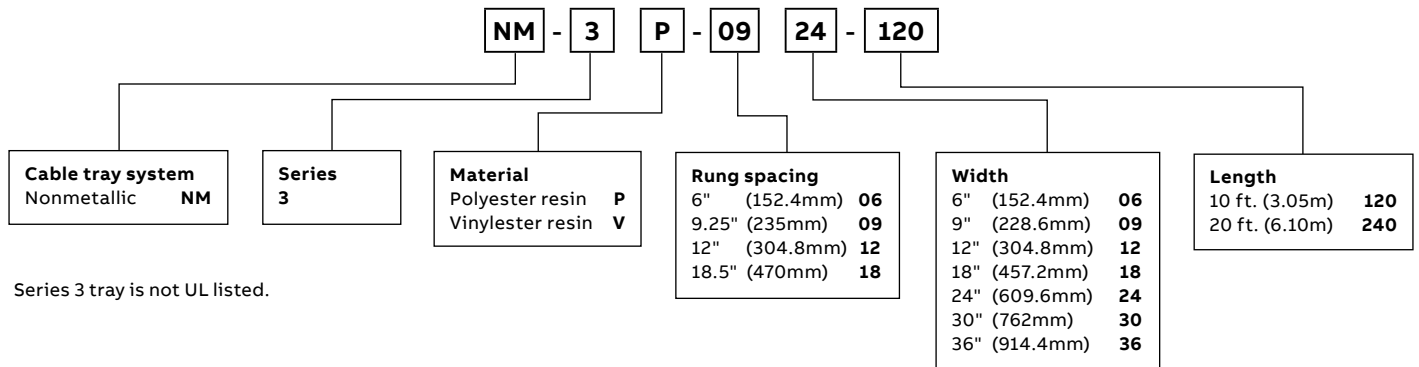 NM - 3 P - 09 24 - 120
Cable tray system
Nonmetallic NM
Series
3
Material
Polyester resin P
Vinylester resin V
Rung spacing
6" (152.4mm) 06
9.25" (235mm) 09
12" (304.8mm) 12
18.5" (470mm) 18
Width
6" (152.4mm) 06
9" (228.6mm) 09
12" (304.8mm) 12
18" (457.2mm) 18
24" (609.6mm) 24
30" (762mm) 30
36" (914.4mm) 36
Length
10 ft. (3.05m) 120
20 ft. (6.10m) 240
Series 3 tray is not UL listed.